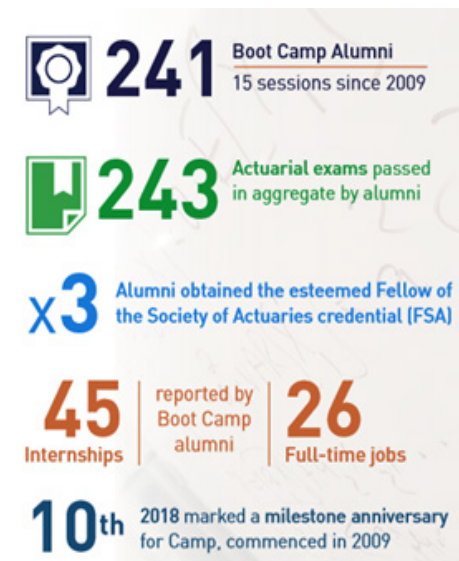 241 Boot Camp Alumni
15 sessions since 2009
243 Actuarial exams passed
in aggregate by alumni
x3 Alumni obtained the esteemed Fellow of
the Society of Actuaries credential (FSA)
45 Internships
reported by
Boot Camp
alumni
26 Full-time jobs
10th 2018 marked a milestone anniversary
for Camp, commenced in 2009